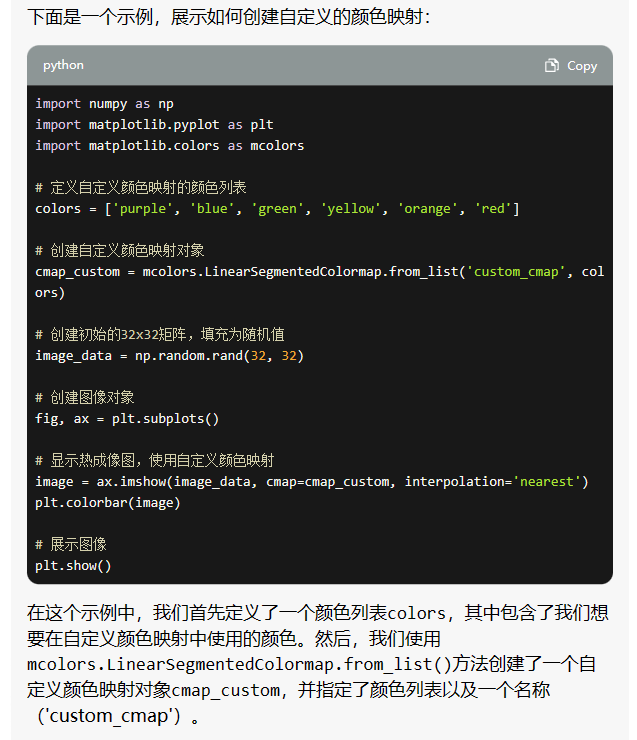 下面是一个示例，展示如何创建自定义的颜色映射：
python
Copy
import numpy as np
import matplotlib.pyplot as plt
import matplotlib.colors as mcolors
# 定义自定义颜色映射的颜色列表
colors = ['purple', 'blue', 'green', 'yellow', 'orange', 'red']
# 创建自定义颜色映射对象
cmap_custom = mcolors.LinearSegmentedColormap.from_list('custom_cmap', col
ors)
# 创建初始的32x32矩阵，填充为随机值
image_data = np.random.rand(32, 32)
# 创建图像对象
fig, ax = plt.subplots()
# 显示热成像图，使用自定义颜色映射
image = ax.imshow(image_data, cmap=cmap_custom, interpolation='nearest')
plt.colorbar(image)
# 展示图像
plt.show()
在这个示例中，我们首先定义了一个颜色列表colors，其中包含了我们想
要在自定义颜色映射中使用的颜色。然后，我们使用
mcolors.LinearSegmentedColormap.from_list()方法创建了一个自
定义颜色映射对象cmap_custom，并指定了颜色列表以及一个名称
（'custom_cmap'）。